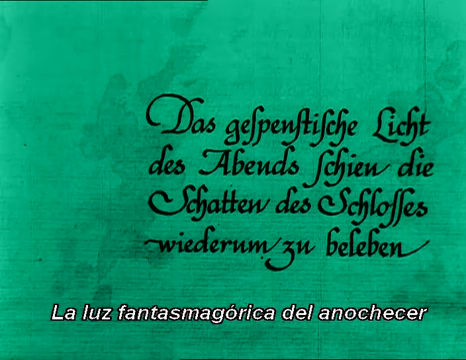 Das geſpenſtiſche Licht
des Abends ſchien die
Schatten des Schloſſes
wiederum zu beleben
La luz fantasmagórica del anochecer